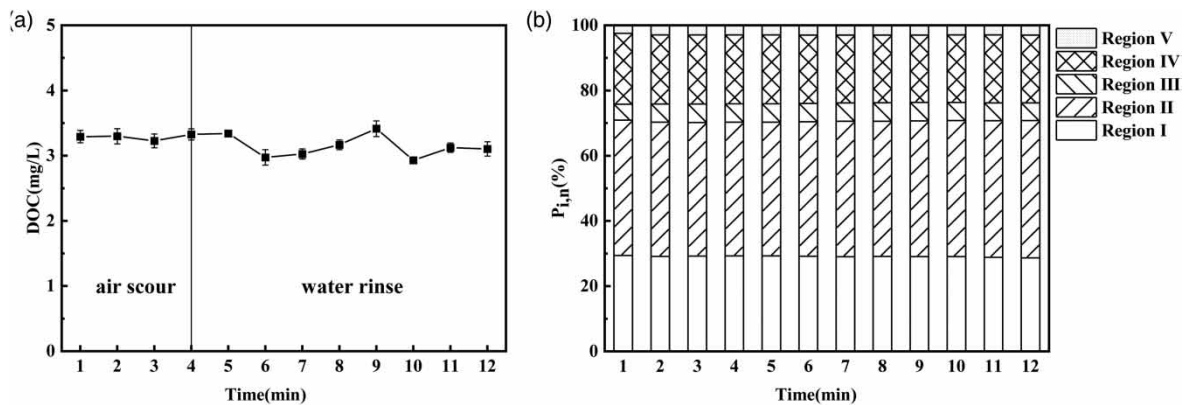 (a)
5
4
3
2
1
0
DOC(mg/L)
air scour
water rinse
1 2 3 4 5 6 7 8 9 10 11 12
Time(min)
(b)
100
80
60
40
20
0
Pi,n(%)
1 2 3 4 5 6 7 8 9 10 11 12
Time(min)
Region V
Region IV
Region III
Region II
Region I